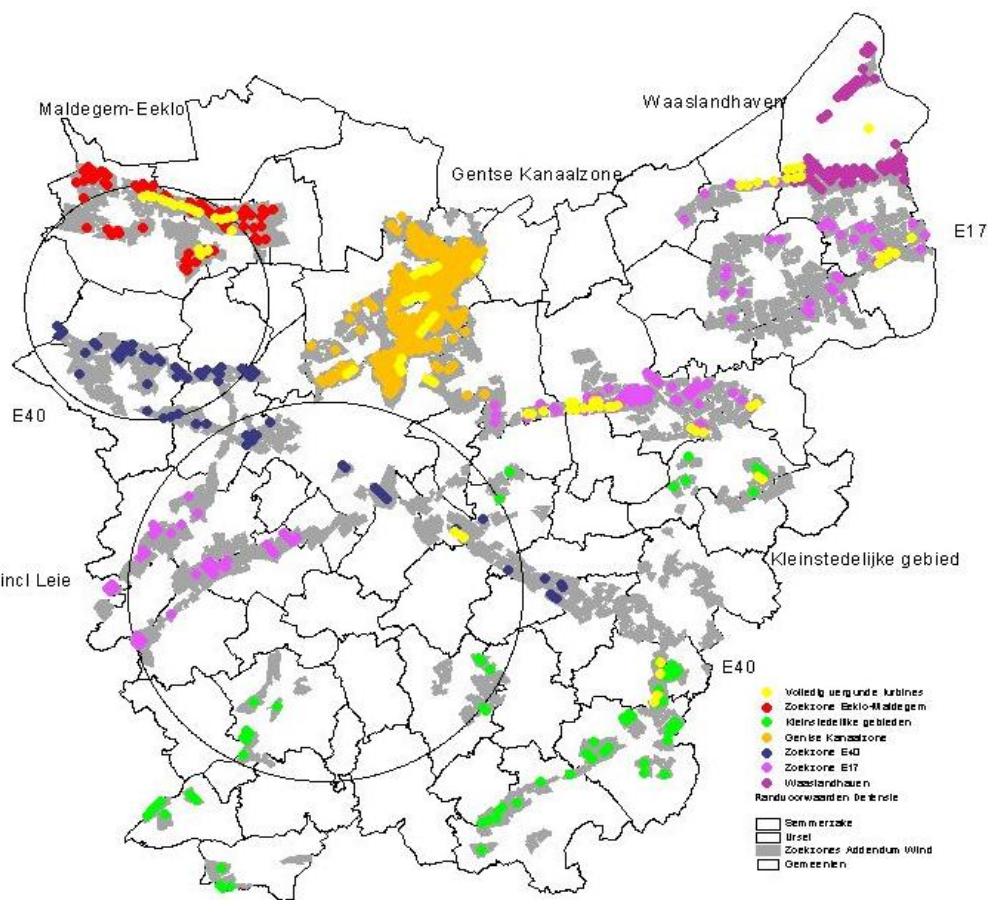 Maldegem-Eeklo
Waaslandhaven
Gentse Kanaalzone
E17
E40
incl Leie
Kleinstedelijke gebied
E40
Volledig vergunde turbines
Zoekzone Eeklo-Maldegem
Kleinstedelijke gebieden
Gentse Kanaalzone
Zoekzone E40
Zoekzone E17
Waaslandhaven
Randvoorwaarden Defensie
Semmerzake
Ursel
Zoekzones Addendum Wind
Gemeenten